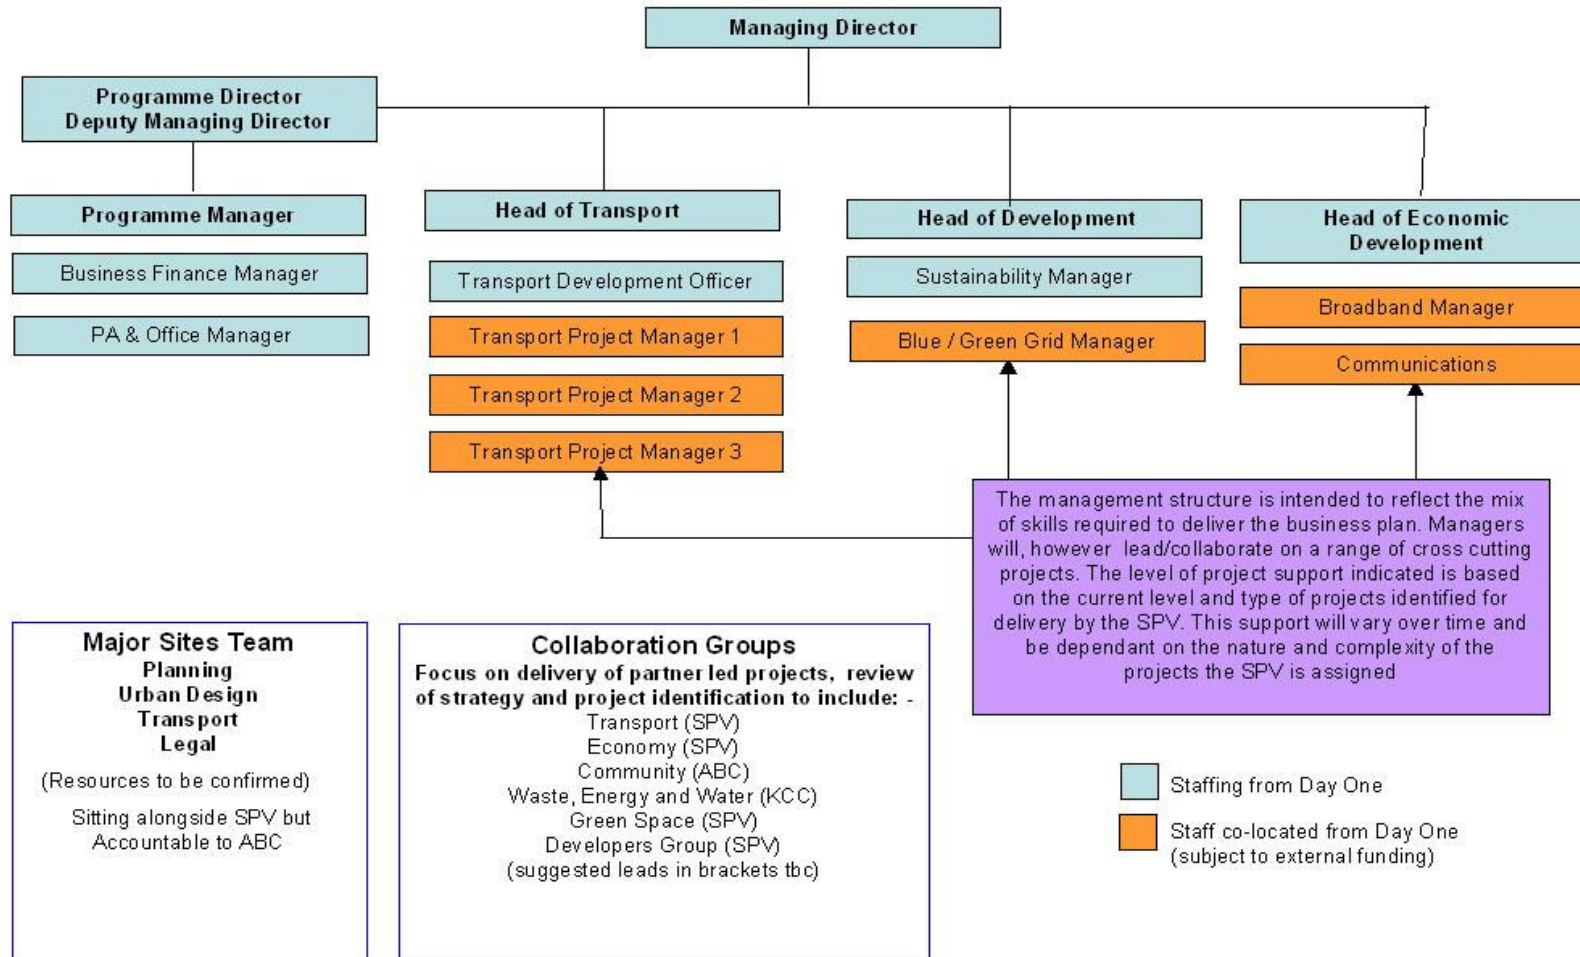 Managing Director
Programme Director
Deputy Managing Director
Programme Manager
Business Finance Manager
PA & Office Manager
Head of Transport
Transport Development Officer
Transport Project Manager 1
Transport Project Manager 2
Transport Project Manager 3
Head of Development
Sustainability Manager
Blue / Green Grid Manager
Head of Economic
Development
Broadband Manager
Communications
The management structure is intended to reflect the mix
of skills required to deliver the business plan. Managers
will, however lead/collaborate on a range of cross cutting
projects. The level of project support indicated is based
on the current level and type of projects identified for
delivery by the SPV. This support will vary over time and
be dependant on the nature and complexity of the
projects the SPV is assigned
Major Sites Team
Planning
Urban Design
Transport
Legal
(Resources to be confirmed)
Sitting alongside SPV but
Accountable to ABC
Collaboration Groups
Focus on delivery of partner led projects, review
of strategy and project identification to include: -
Transport (SPV)
Economy (SPV)
Community (ABC)
Waste, Energy and Water (KCC)
Green Space (SPV)
Developers Group (SPV)
(suggested leads in brackets tbc)
Staffing from Day One
Staff co-located from Day One
(subject to external funding)